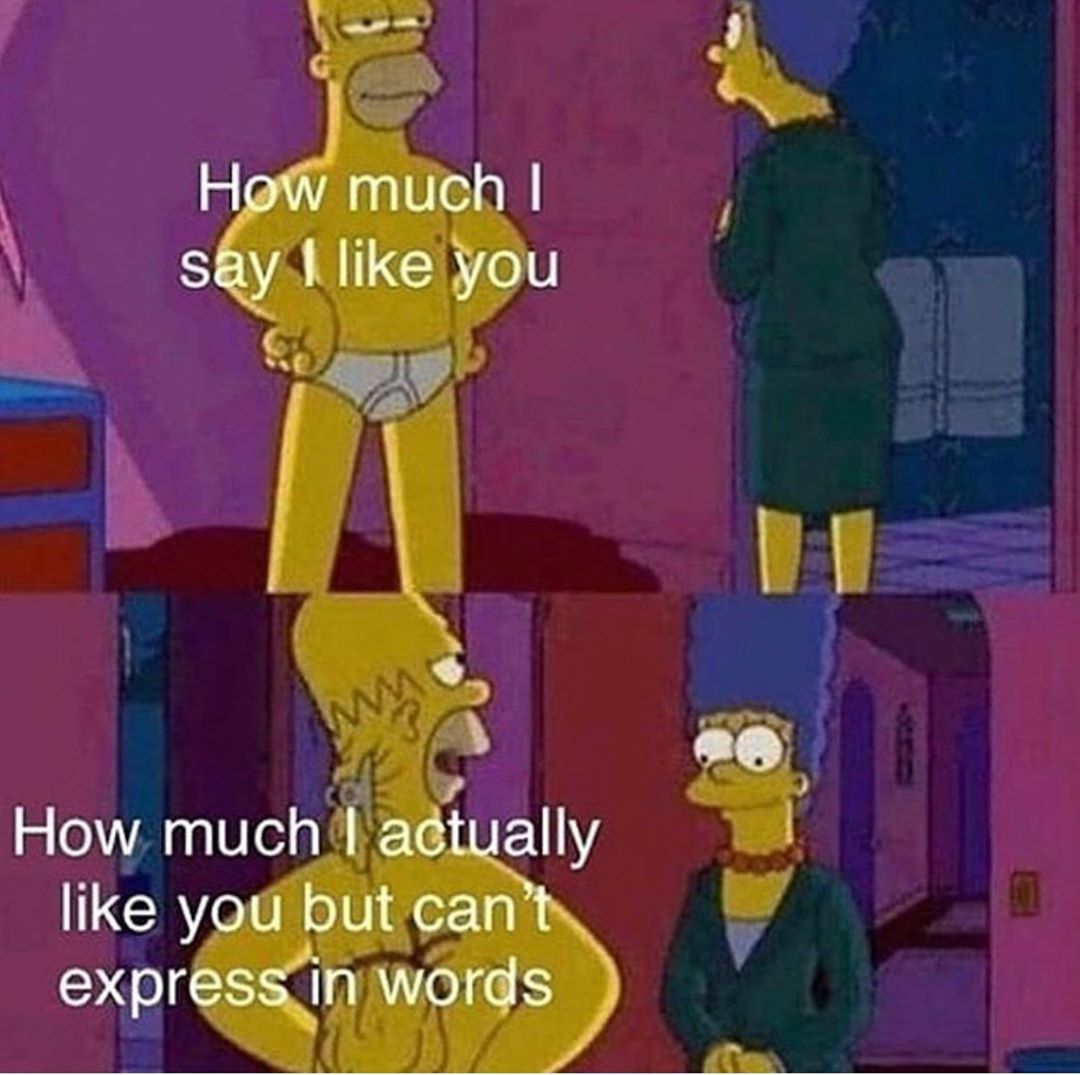 How much I
say I like you
How much I actually
like you but can't
express in words